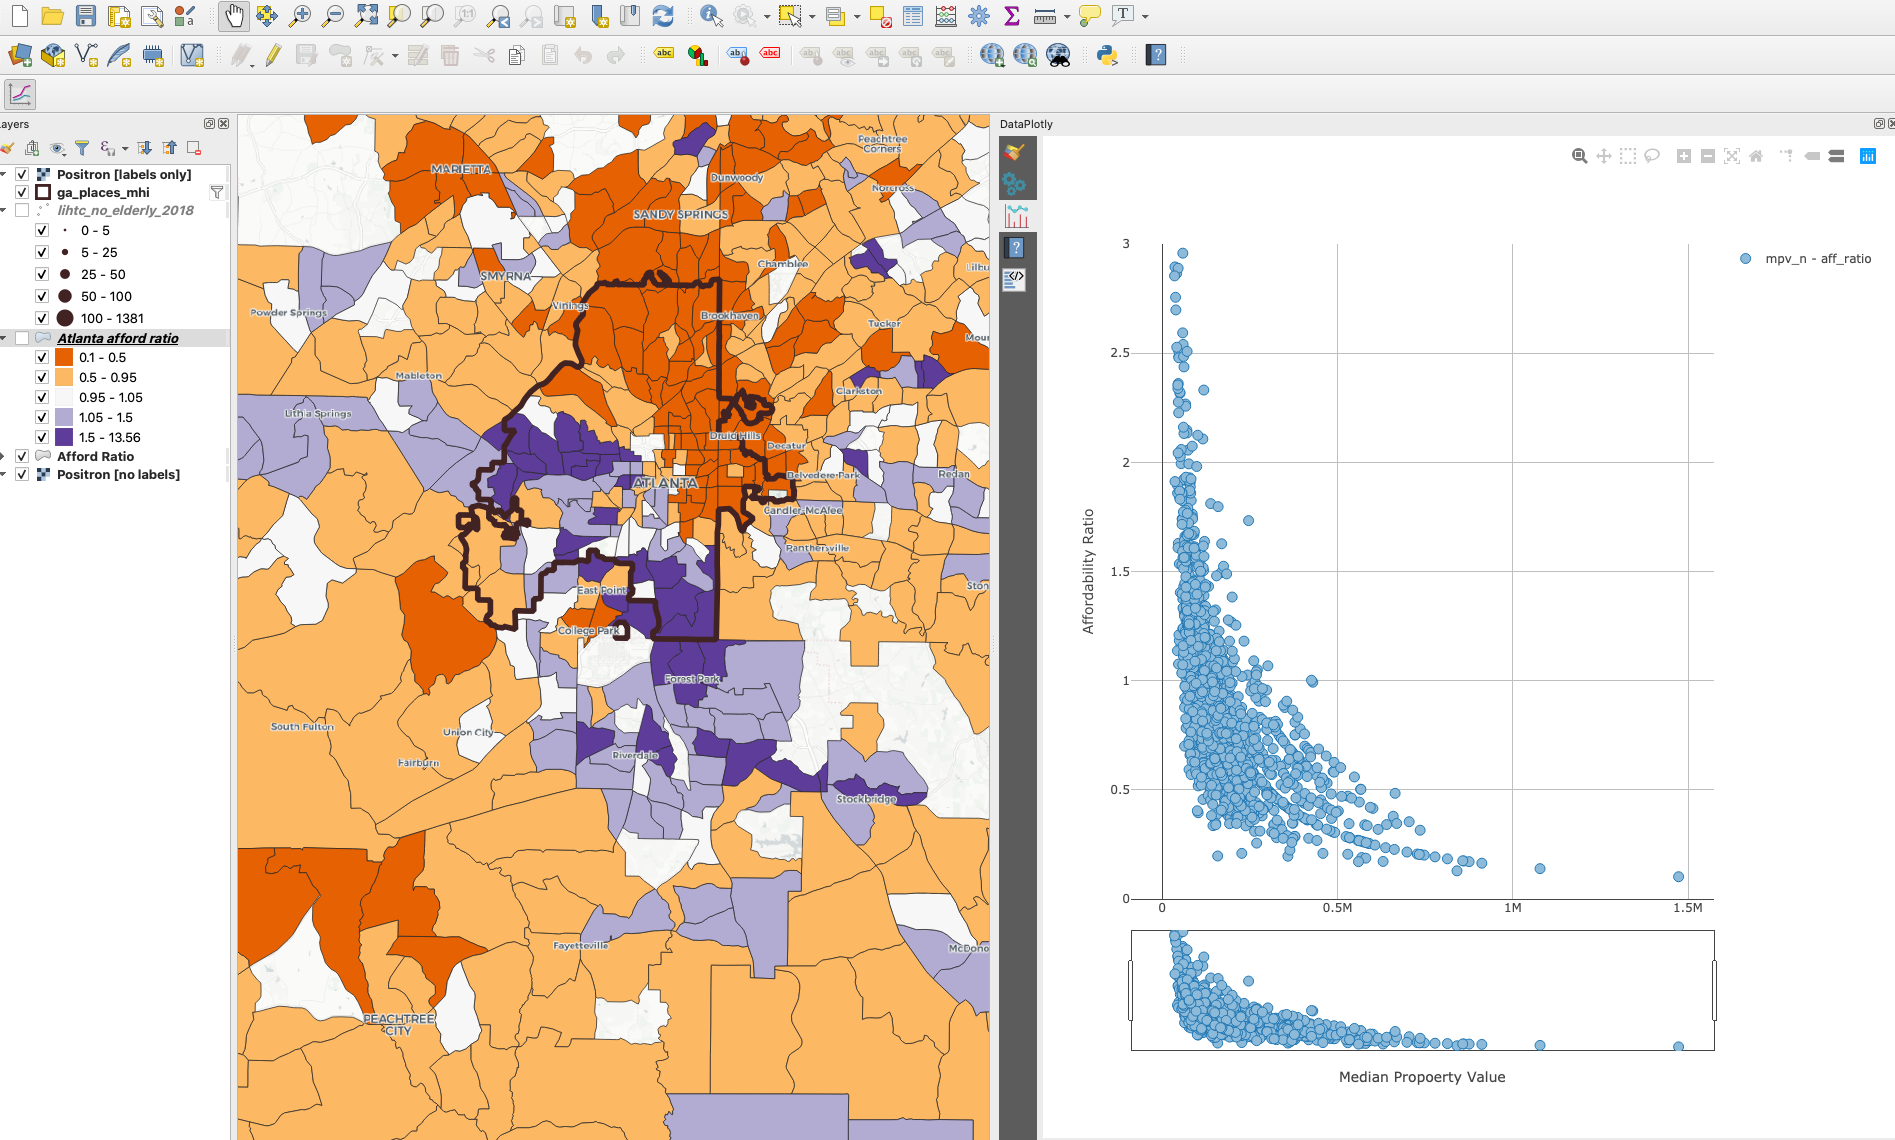 abc
abc
T
ayers
DataPlotly
Positron [labels only]
ga_places_mhi
lihtc_no_elderly_2018
0 - 5
5 - 25
25 - 50
50 - 100
100 - 1381
Atlanta afford ratio
0.1 - 0.5
0.5 - 0.95
0.95 - 1.05
1.05 - 1.5
1.5 - 13.56
Afford Ratio
Positron [no labels]
MARIETTA
Peachtree
Corners
Dunwoody
Norcross
SANDY SPRINGS
SMYRNA
Chamblee
Lilbu
Powder Springs
Vinings
Brookhaven
Tucker
Moun
Mableton
Clarkston
Lithia Springs
Druid Hills
Decatur
ATLANTA
Belvedere Park
Redan
Candler-McAfee
Panthersville
East Point
Ston
College Park
Forest Park
South Fulton
Union City
Fairburn
Riverdale
Stockbridge
Fayetteville
McDono
PEACHTREE
CITY
mpv_n - aff_ratio
3
2.5
2
1.5
1
0.5
0
Affordability Ratio
0
0.5M
1M
1.5M
Median Propoerty Value